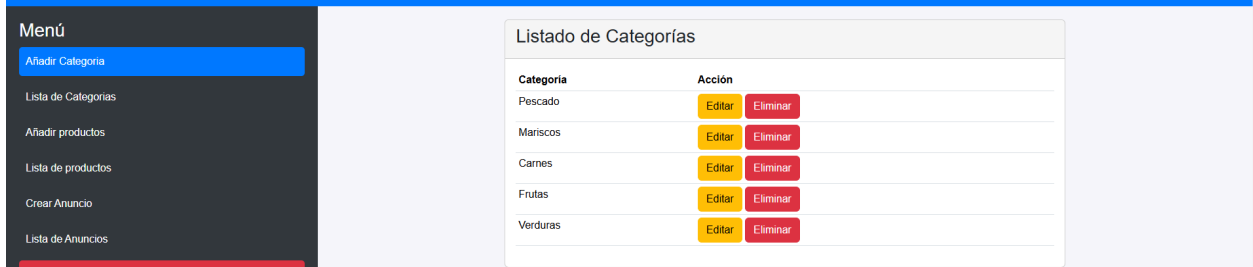 Menú
Añadir Categoria
Lista de Categorias
Añadir productos
Lista de productos
Crear Anuncio
Lista de Anuncios
Listado de Categorías
Categoria Acción
Pescado Editar Eliminar
Mariscos Editar Eliminar
Carnes Editar Eliminar
Frutas Editar Eliminar
Verduras Editar Eliminar